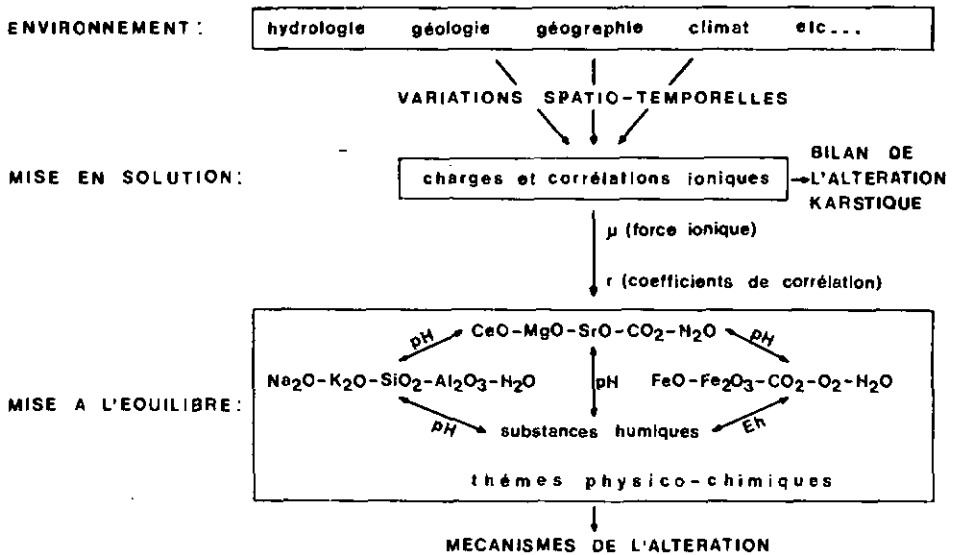 ENVIRONNEMENT: hydrologie géologie géographie climat etc...
VARIATIONS SPATIO-TEMPORELLES
MISE EN SOLUTION: charges et corrélations ioniques
BILAN DE
L'ALTERATION
KARSTIQUE
µ (force ionique)
r (coefficients de corrélation)
CeO-MgO-SrO-CO2-H2O
pH pH
Na2O-K2O-SiO2-Al2O3-H2O pH FeO-Fe2O3-CO2-O2-H2O
MISE A L'EQUILIBRE:
pH substances humiques Eh
thémes physico-chimiques
MECANISMES DE L'ALTERATION